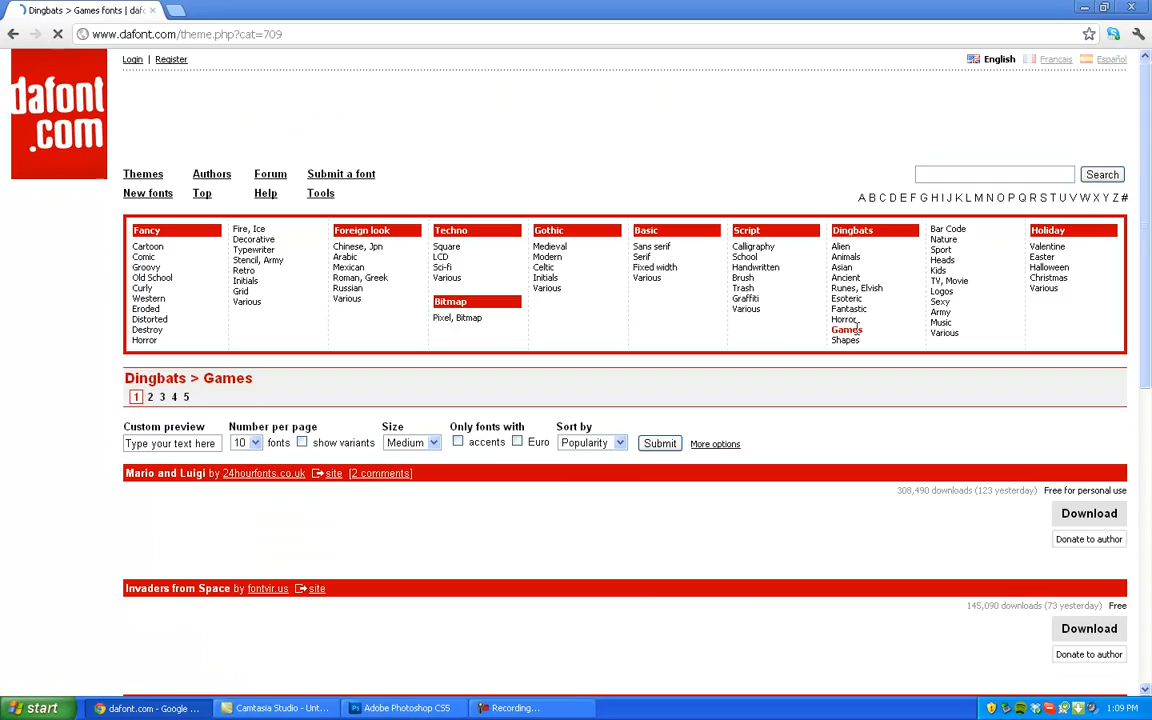 Dingbats > Games fonts | daf
www.dafont.com/theme.php?cat=709
dafont
.com
Login | Register
English Français Español
Themes Authors Forum Submit a font
New fonts Top Help Tools
Search
A B C D E F G H I J K L M N O P Q R S T U V W X Y Z #
Fancy
Cartoon
Comic
Groovy
Old School
Curly
Western
Eroded
Distorted
Destroy
Horror
Fire, Ice
Decorative
Typewriter
Stencil, Army
Retro
Initials
Grid
Various
Foreign look
Chinese, Jpn
Arabic
Mexican
Roman, Greek
Russian
Various
Techno
Square
LCD
Sci-fi
Various
Bitmap
Pixel, Bitmap
Gothic
Medieval
Modern
Celtic
Initials
Various
Basic
Sans serif
Serif
Fixed width
Various
Script
Calligraphy
School
Handwritten
Brush
Trash
Graffiti
Various
Dingbats
Alien
Animals
Asian
Ancient
Runes, Elvish
Esoteric
Fantastic
Horror
Games
Shapes
Bar Code
Nature
Sport
Heads
Kids
TV, Movie
Logos
Sexy
Army
Music
Various
Holiday
Valentine
Easter
Halloween
Christmas
Various
Dingbats > Games
1 2 3 4 5
Custom preview Number per page Size Only fonts with Sort by
Type your text here 10 fonts show variants Medium accents Euro Popularity Submit More options
Mario and Luigi by 24hourfonts.co.uk site [2 comments]
308,490 downloads (123 yesterday) Free for personal use
Download
Donate to author
Invaders from Space by fontvir.us site
145,090 downloads (73 yesterday) Free
Download
Donate to author
start dafont.com - Google ... Camtasia Studio - Unt... Adobe Photoshop CS5 Recording... 1:09 PM